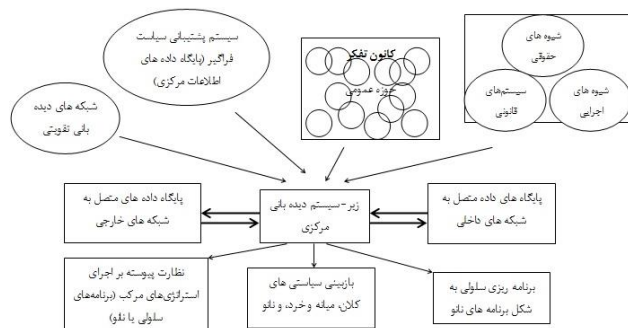 سیستم پشتیبانی سیاست
فراگیر (پایگاه داده های
اطلاعات مرکزی)
شبکه های دیده
بانی تقویتی
کانون تفکر
حوزه عمومی
شیوه های
حقوقی
سیستم‌های
قانونی
شیوه های
اجرایی
پایگاه های داده متصل به
شبکه های داخلی
زیر-سیستم دیده بانی
مرکزی
پایگاه داده های متصل به
شبکه های خارجی
برنامه ریزی سلولی به
شکل برنامه های نانو
بازبینی سیاستی های
کلان، میانه و خرد، و نانو
نظارت پیوسته بر اجرای
استراتژی‌های مرکب (برنامه‌های
سلولی یا نانو)